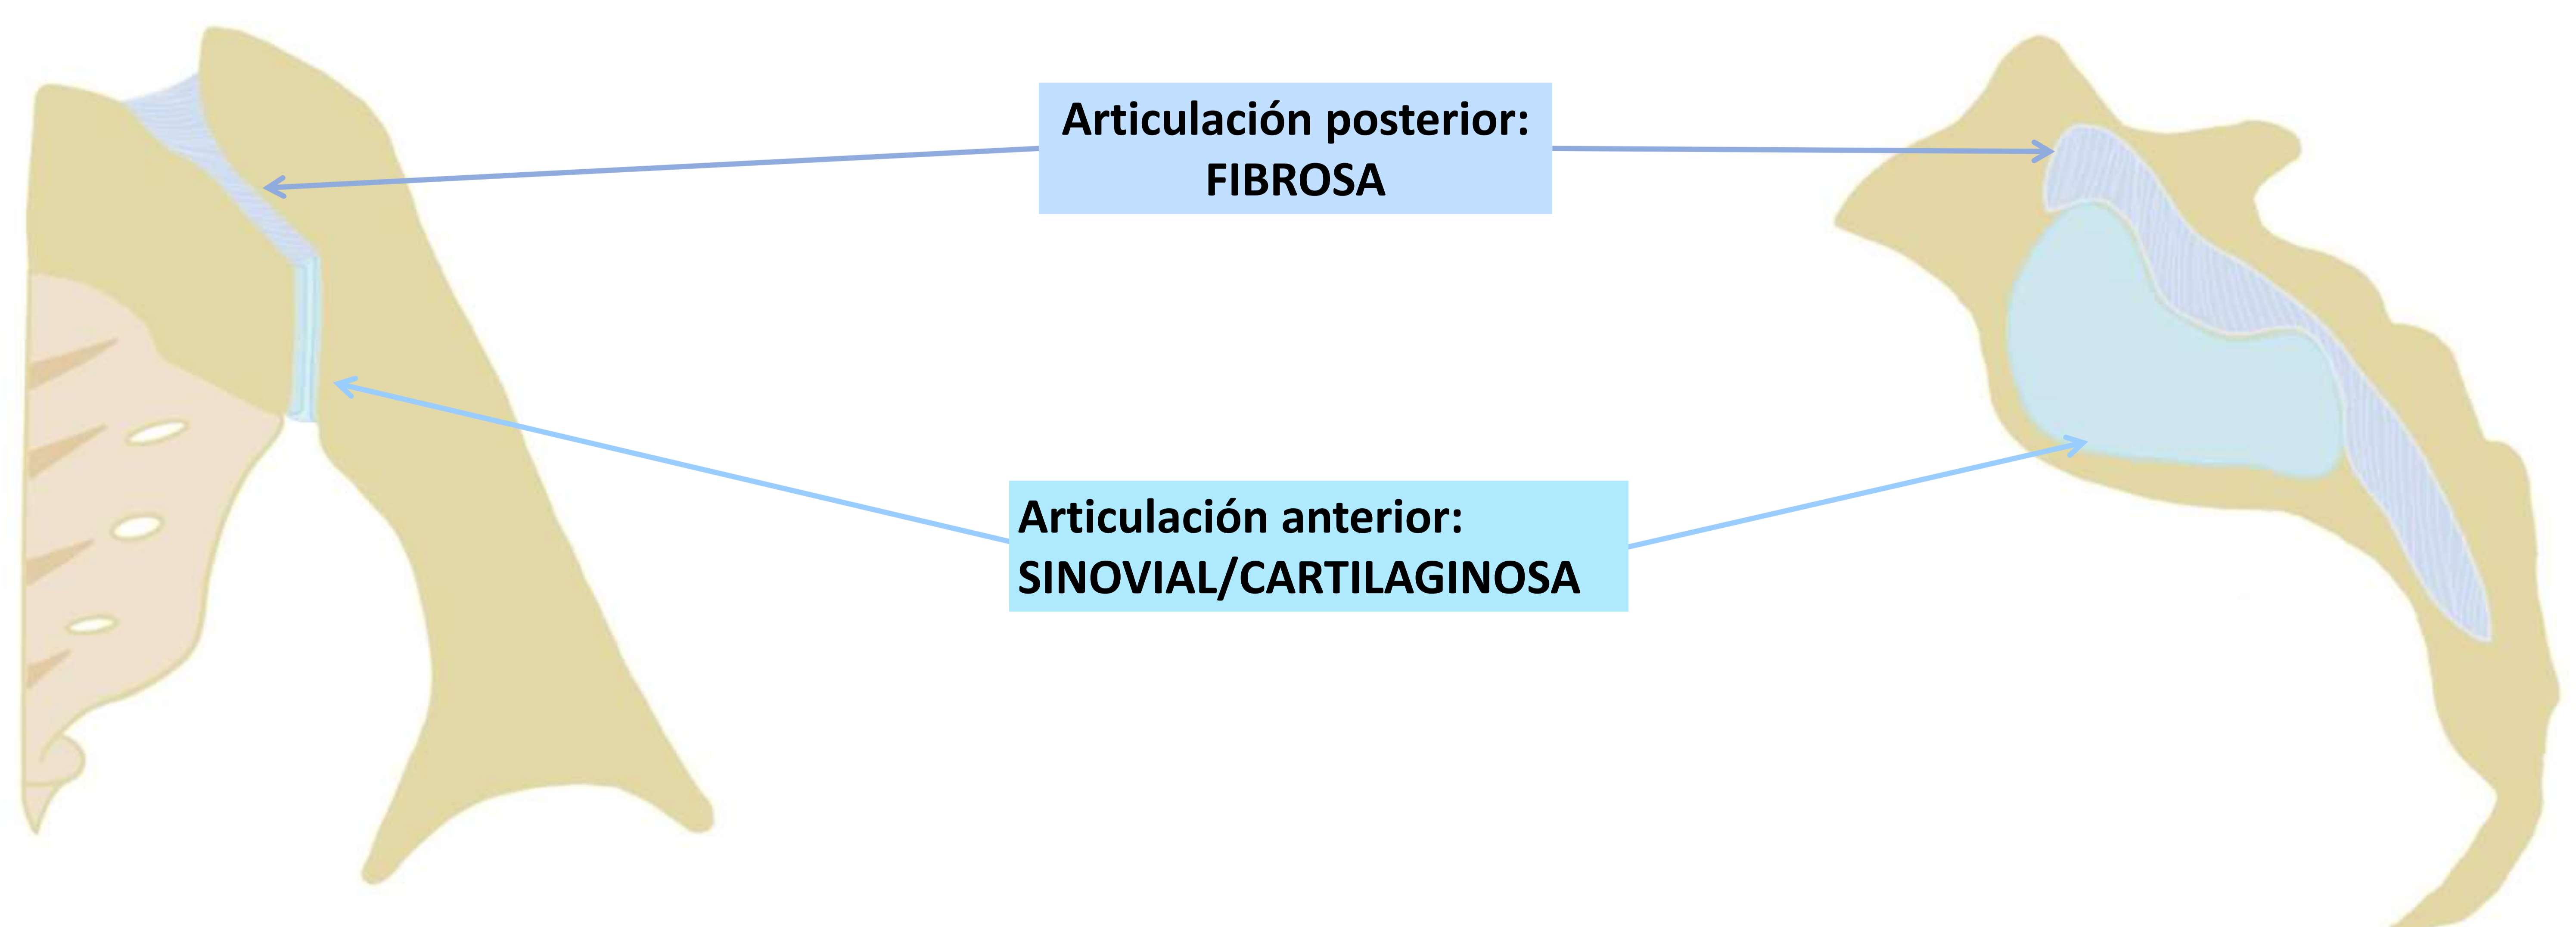 Articulación posterior:
FIBROSA
Articulación anterior:
SINOVIAL/CARTILAGINOSA